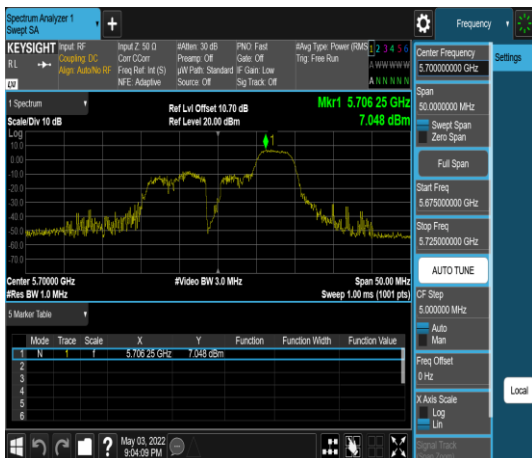 Spectrum Analyzer 1
Swept SA
Frequency
KEYSIGHT
Input: RF
Input Z: 50 Ω
#Atten: 30 dB
PNO: Fast
#Avg Type: Power (RMS)
1 2 3 4 5 6
RL
Coupling: DC
Corr CCorr
Preamp: Off
Gate: Off
Trig: Free Run
A W W W W W
Align: Auto/No RF
Freq Ref: Int (S)
µW Path: Standard
IF Gain: Low
NFE: Adaptive
Source: Off
Sig Track: Off
A N N N N N
1 Spectrum
Scale/Div 10 dB
Ref Lvl Offset 10.70 dB
Ref Level 20.00 dBm
Mkr1 5.706 25 GHz
7.048 dBm
Log
10.0
0.00
-10.0
-20.0
-30.0
-40.0
-50.0
-60.0
-70.0
1
Center 5.70000 GHz
#Video BW 3.0 MHz
Span 50.00 MHz
#Res BW 1.0 MHz
Sweep 1.00 ms (1001 pts)
5 Marker Table
Mode Trace Scale X Y Function Function Width Function Value
1 N 1 f 5.706 25 GHz 7.048 dBm
2
3
4
5
6
May 03, 2022
9:04:09 PM
Center Frequency
5.700000000 GHz
Settings
Span
50.0000000 MHz
Swept Span
Zero Span
Full Span
Start Freq
5.675000000 GHz
Stop Freq
5.725000000 GHz
AUTO TUNE
CF Step
5.000000 MHz
Auto
Man
Freq Offset
0 Hz
Local
X Axis Scale
Log
Lin
Signal Track